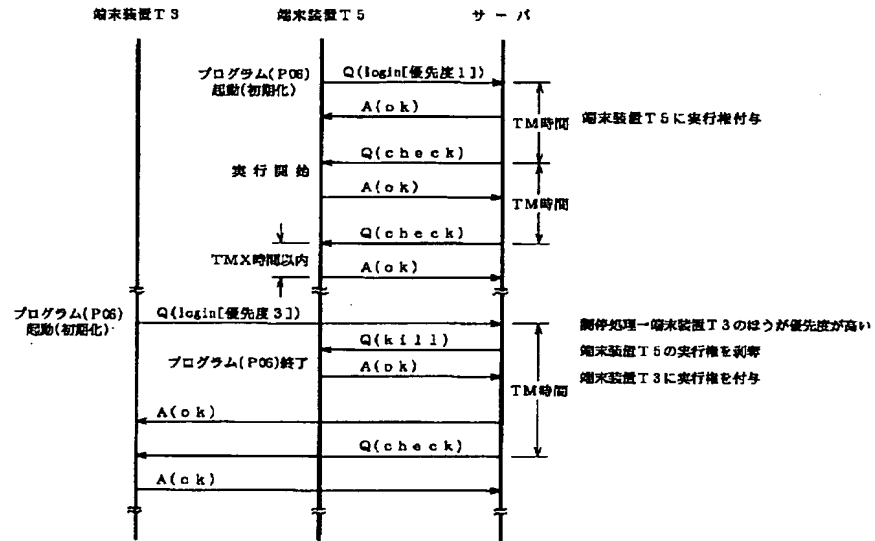 端末装置T3 端末装置T5 サーバ
プログラム(P06) Q(login[優先度1])
起動(初期化)
A(ok) TM時間 端末装置T5に実行権付与
Q(check)
実行開始
A(ok) TM時間
Q(check)
TMX時間以内
A(ok)
プログラム(P06) Q(login[優先度3]) 調停処理―端末装置T3のほうが優先度が高い
起動(初期化)
Q(kill) 端末装置T5の実行権を剥奪
プログラム(P06)終了 A(ok) 端末装置T3に実行権を付与
TM時間
A(ok)
Q(check)
A(ok)